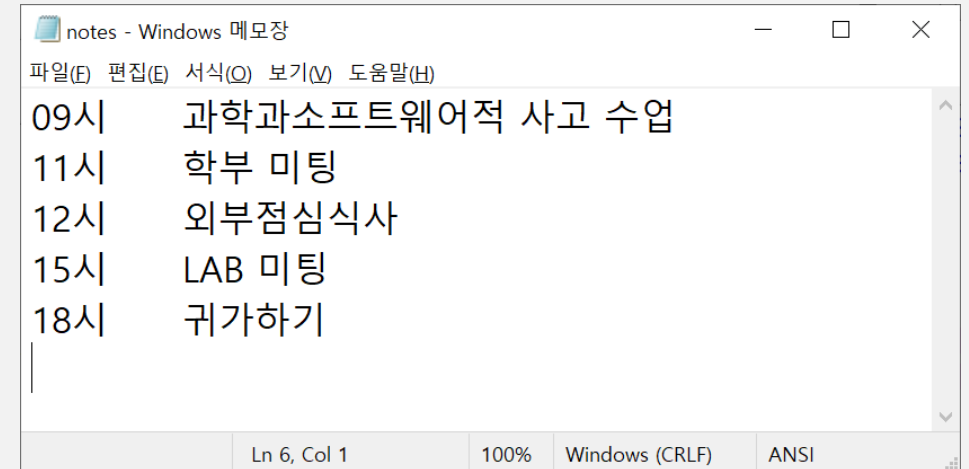 notes - Windows 메모장
파일(F) 편집(E) 서식(O) 보기(V) 도움말(H)
09시 과학과소프트웨어적 사고 수업
11시 학부 미팅
12시 외부점심식사
15시 LAB 미팅
18시 귀가하기
Ln 6, Col 1 100% Windows (CRLF) ANSI